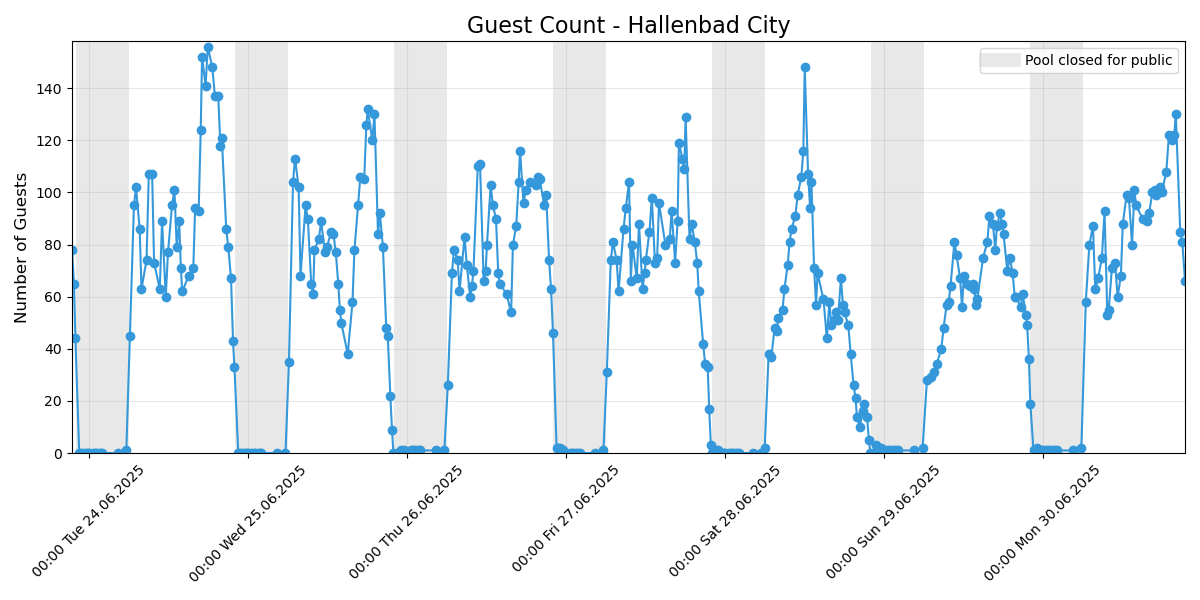 Guest Count - Hallenbad City
Pool closed for public
Number of Guests
140
120
100
80
60
40
20
0
00:00 Tue 24.06.2025
00:00 Wed 25.06.2025
00:00 Thu 26.06.2025
00:00 Fri 27.06.2025
00:00 Sat 28.06.2025
00:00 Sun 29.06.2025
00:00 Mon 30.06.2025